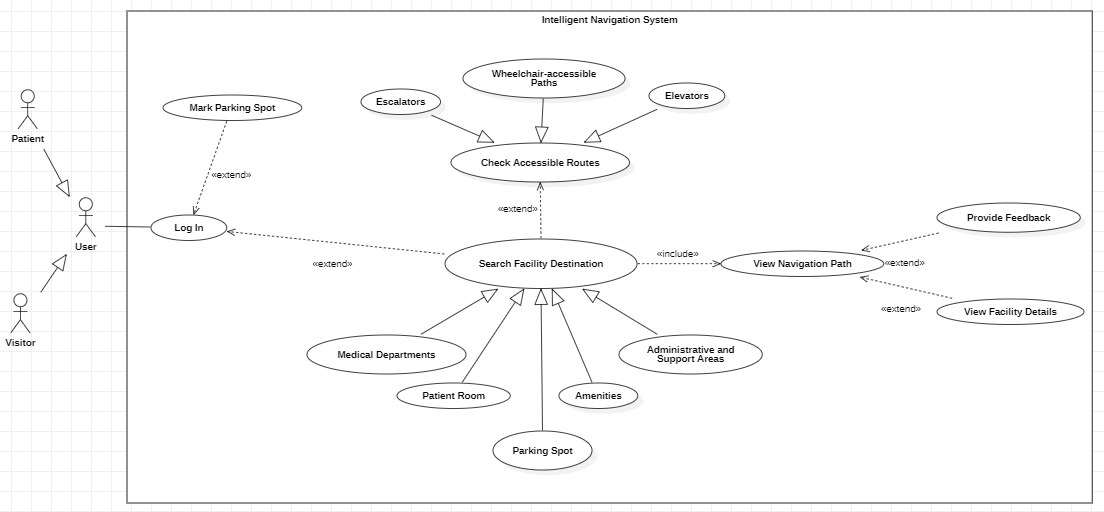 Intelligent Navigation System
Wheelchair-accessible
Paths
Escalators
Elevators
Mark Parking Spot
Patient
Check Accessible Routes
«extend»
«extend»
Provide Feedback
Log In
User
«extend»
Search Facility Destination
«include»
View Navigation Path
«extend»
«extend»
View Facility Details
Visitor
Medical Departments
Administrative and
Support Areas
Patient Room
Amenities
Parking Spot